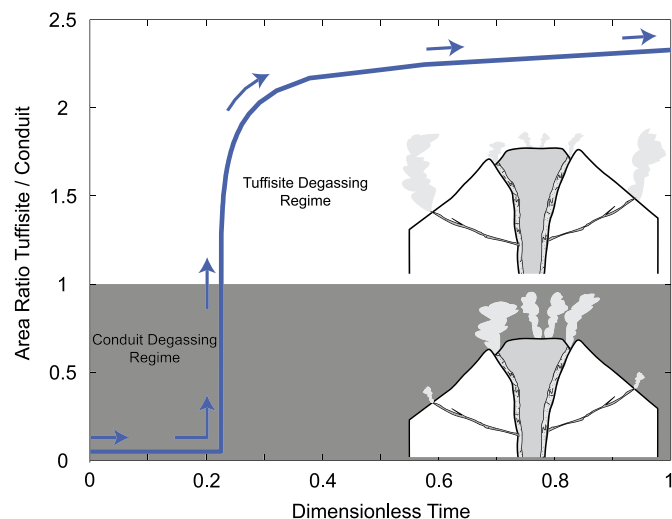 2.5
2
1.5
1
0.5
0
Area Ratio Tuffisite / Conduit
Tuffisite Degassing
Regime
Conduit Degassing
Regime
0
0.2
0.4
0.6
0.8
1
Dimensionless Time